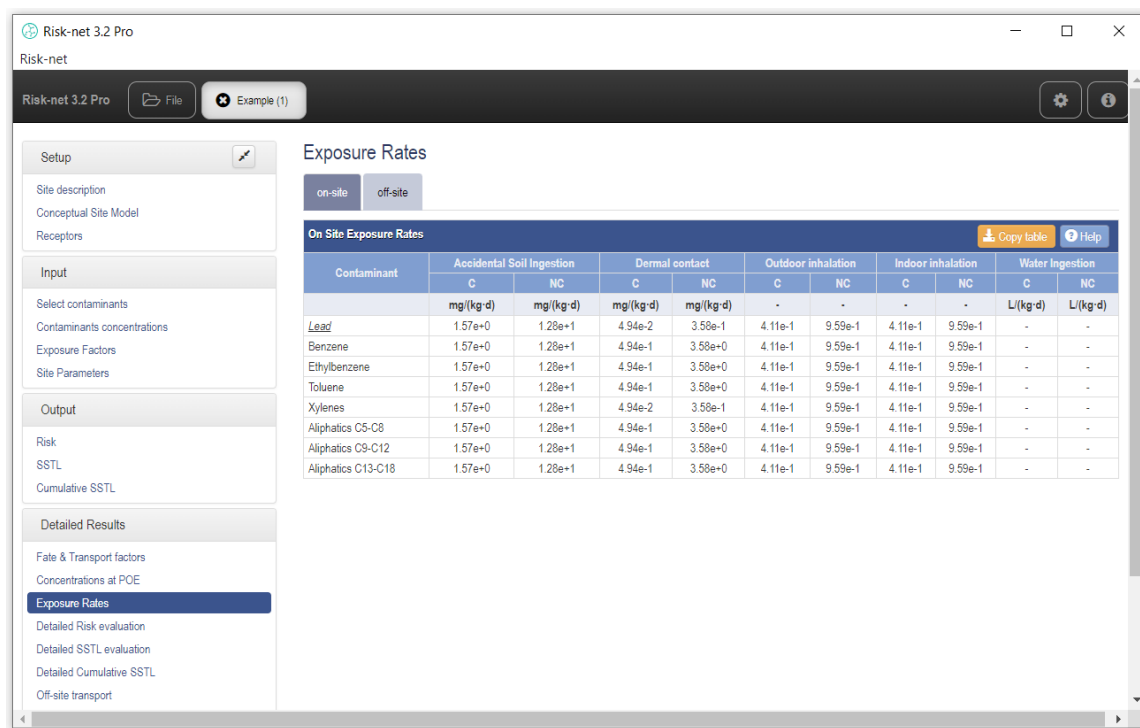 Risk-net 3.2 Pro
Risk-net
Risk-net 3.2 Pro File Example (1)
Setup
Site description
Conceptual Site Model
Receptors
Input
Select contaminants
Contaminants concentrations
Exposure Factors
Site Parameters
Output
Risk
SSTL
Cumulative SSTL
Detailed Results
Fate & Transport factors
Concentrations at POE
Exposure Rates
Detailed Risk evaluation
Detailed SSTL evaluation
Detailed Cumulative SSTL
Off-site transport
Exposure Rates
on-site off-site
On Site Exposure Rates Copy table Help
Contaminant Accidental Soil Ingestion Dermal contact Outdoor inhalation Indoor inhalation Water Ingestion
C NC C NC C NC C NC C NC
mg/(kg·d) mg/(kg·d) mg/(kg·d) mg/(kg·d) - - - - L/(kg·d) L/(kg·d)
Lead 1.57e+0 1.28e+1 4.94e-2 3.58e-1 4.11e-1 9.59e-1 4.11e-1 9.59e-1 - -
Benzene 1.57e+0 1.28e+1 4.94e-1 3.58e+0 4.11e-1 9.59e-1 4.11e-1 9.59e-1 - -
Ethylbenzene 1.57e+0 1.28e+1 4.94e-1 3.58e+0 4.11e-1 9.59e-1 4.11e-1 9.59e-1 - -
Toluene 1.57e+0 1.28e+1 4.94e-1 3.58e+0 4.11e-1 9.59e-1 4.11e-1 9.59e-1 - -
Xylenes 1.57e+0 1.28e+1 4.94e-2 3.58e-1 4.11e-1 9.59e-1 4.11e-1 9.59e-1 - -
Aliphatics C5-C8 1.57e+0 1.28e+1 4.94e-1 3.58e+0 4.11e-1 9.59e-1 4.11e-1 9.59e-1 - -
Aliphatics C9-C12 1.57e+0 1.28e+1 4.94e-1 3.58e+0 4.11e-1 9.59e-1 4.11e-1 9.59e-1 - -
Aliphatics C13-C18 1.57e+0 1.28e+1 4.94e-1 3.58e+0 4.11e-1 9.59e-1 4.11e-1 9.59e-1 - -